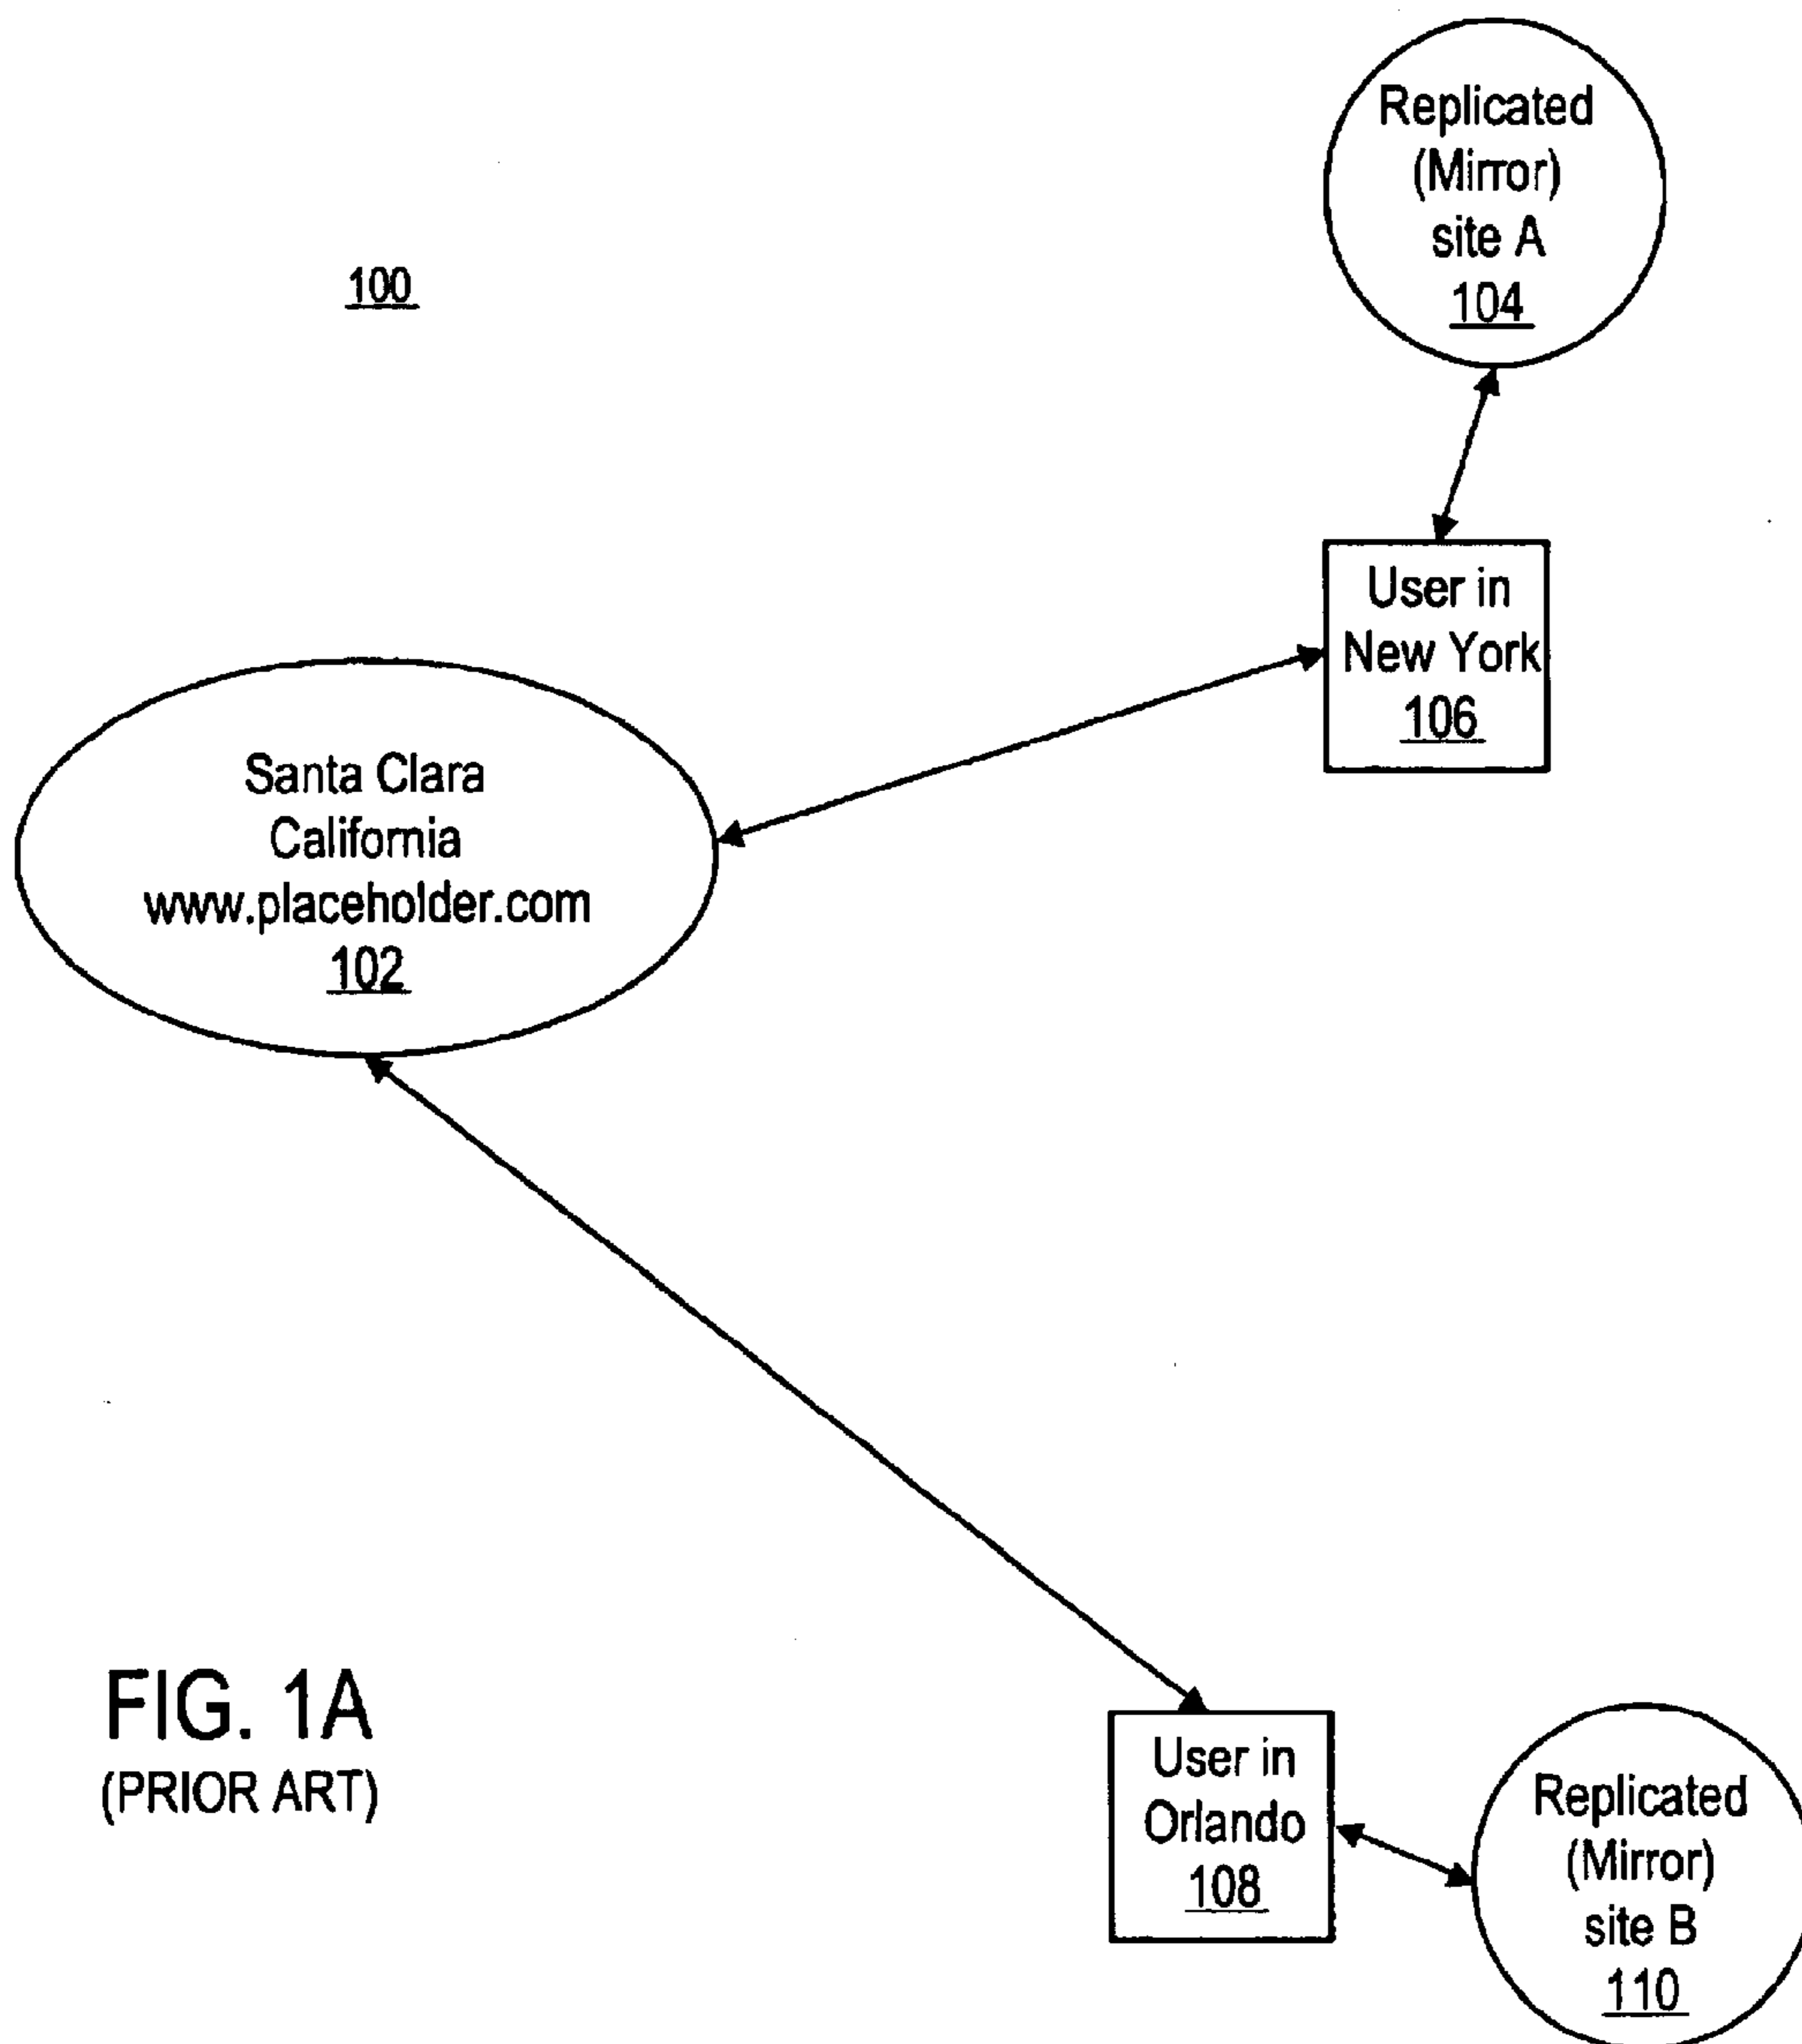 Replicated
(Mirror)
site A
104
100
User in
New York
106
Santa Clara
California
www.placeholder.com
102
FIG. 1A
(PRIOR ART)
User in
Orlando
108
Replicated
(Mirror)
site B
110